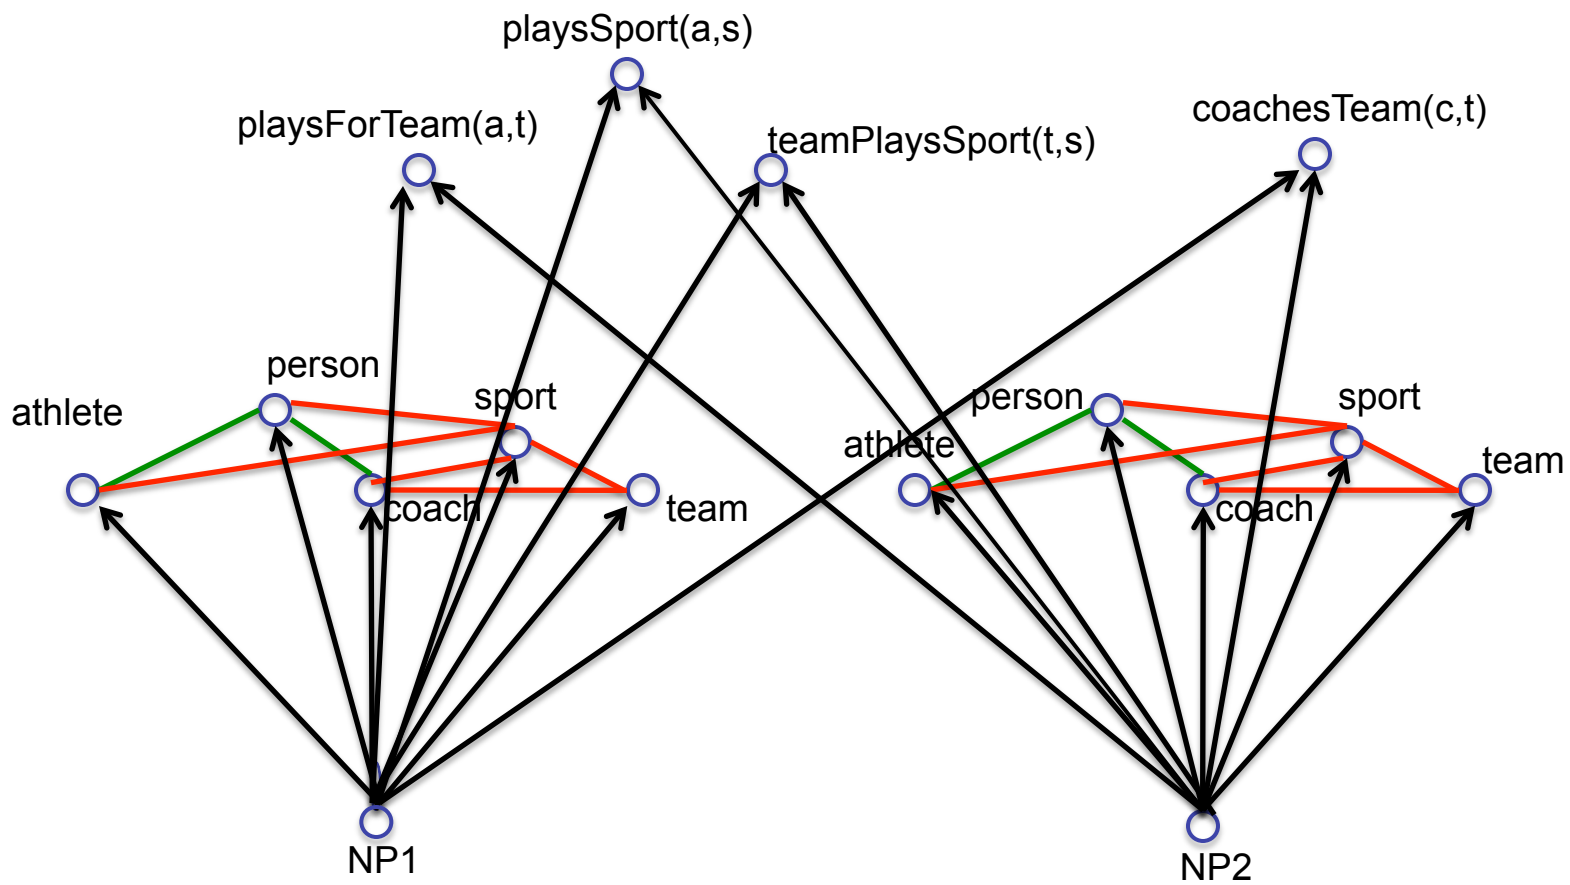 playsSport(a,s)
playsForTeam(a,t)
teamPlaysSport(t,s)
coachesTeam(c,t)
person
sport
athlete
coach
team
person
sport
athlete
team
coach
NP1
NP2